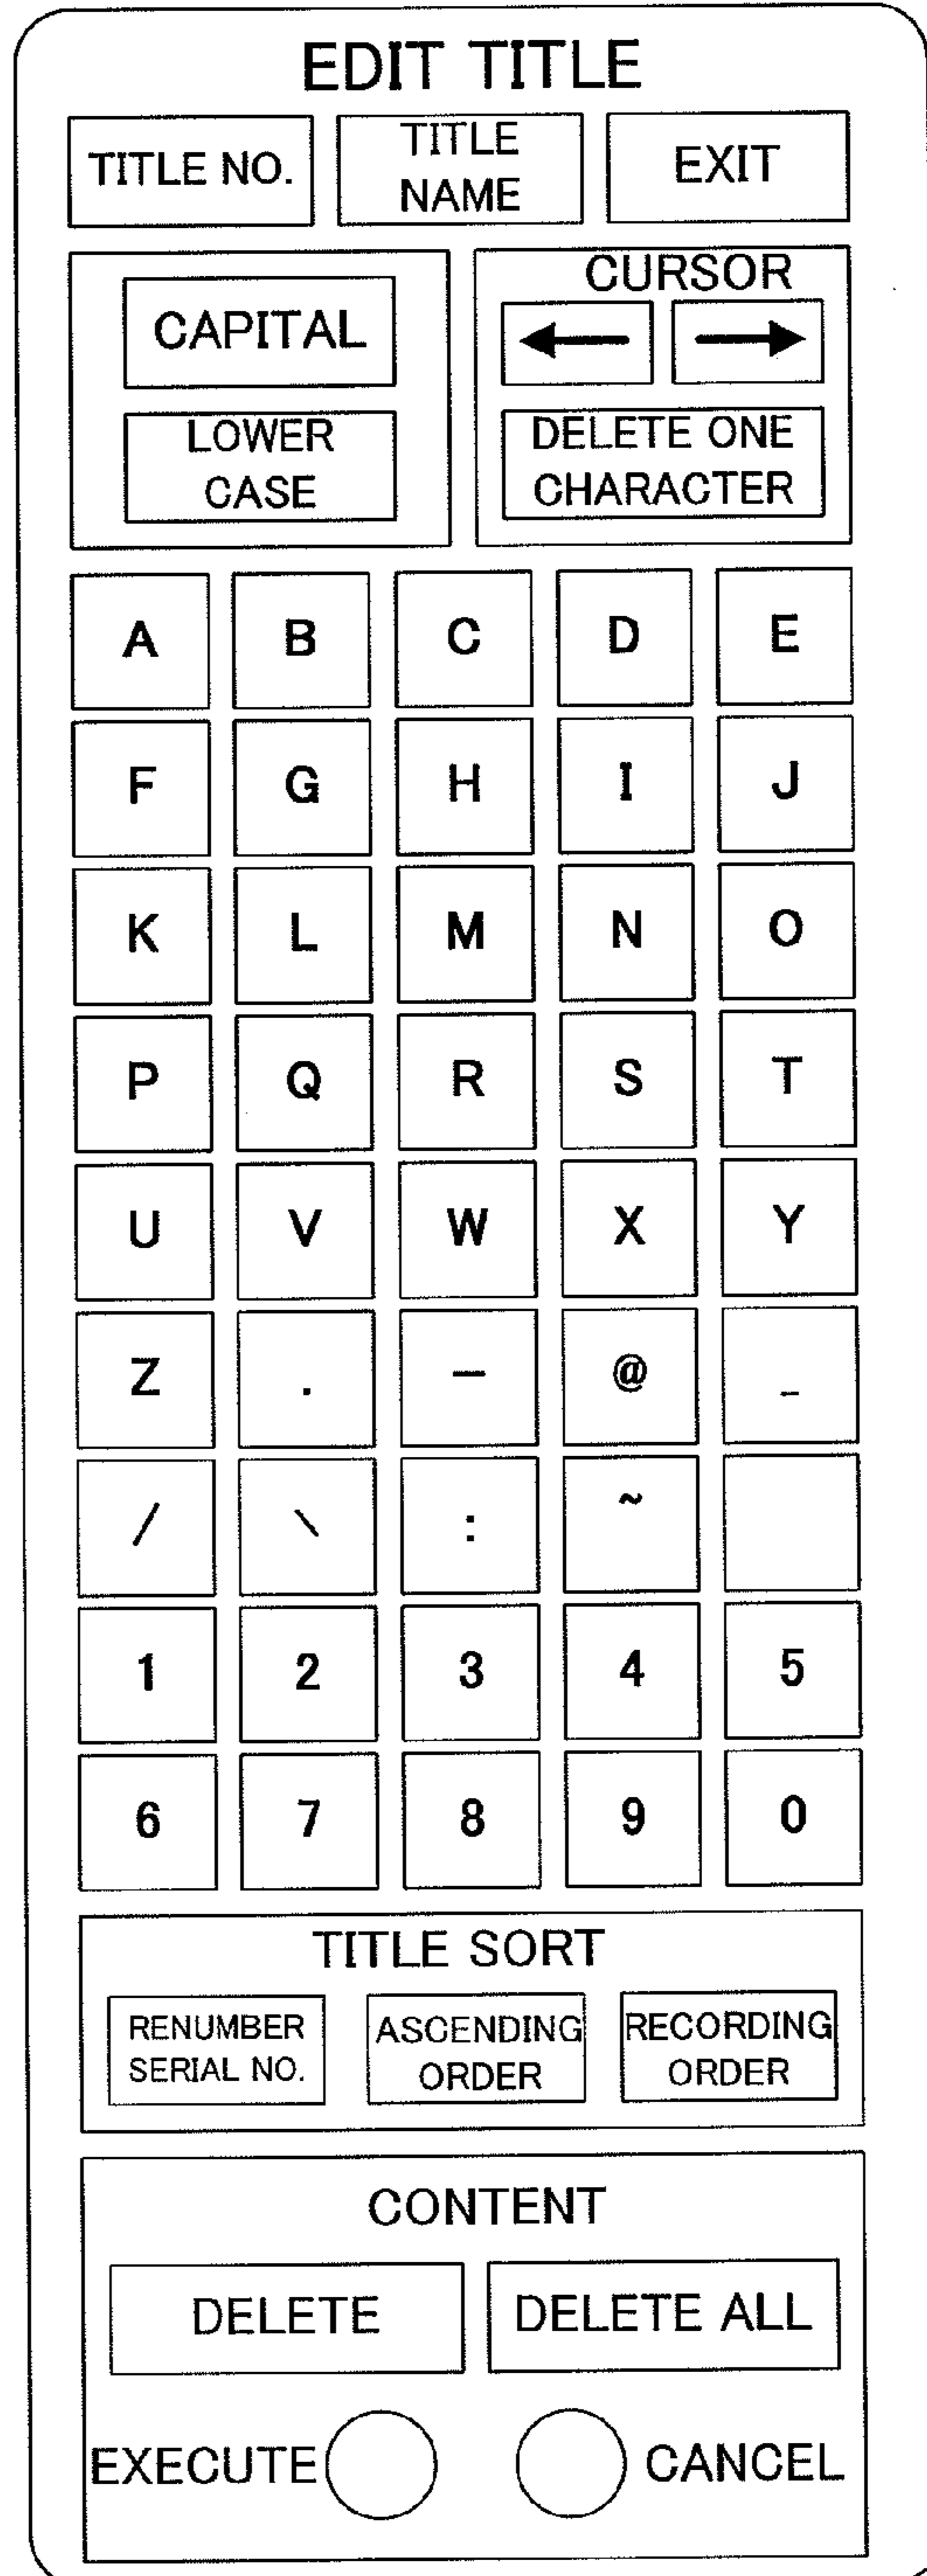 EDIT TITLE
TITLE NO. TITLE NAME EXIT
CAPITAL
LOWER
CASE
CURSOR
← →
DELETE ONE
CHARACTER
A B C D E
F G H I J
K L M N O
P Q R S T
U V W X Y
Z . — @ _
/ \ : ~
1 2 3 4 5
6 7 8 9 0
TITLE SORT
RENUMBER
SERIAL NO.
ASCENDING
ORDER
RECORDING
ORDER
CONTENT
DELETE DELETE ALL
EXECUTE CANCEL